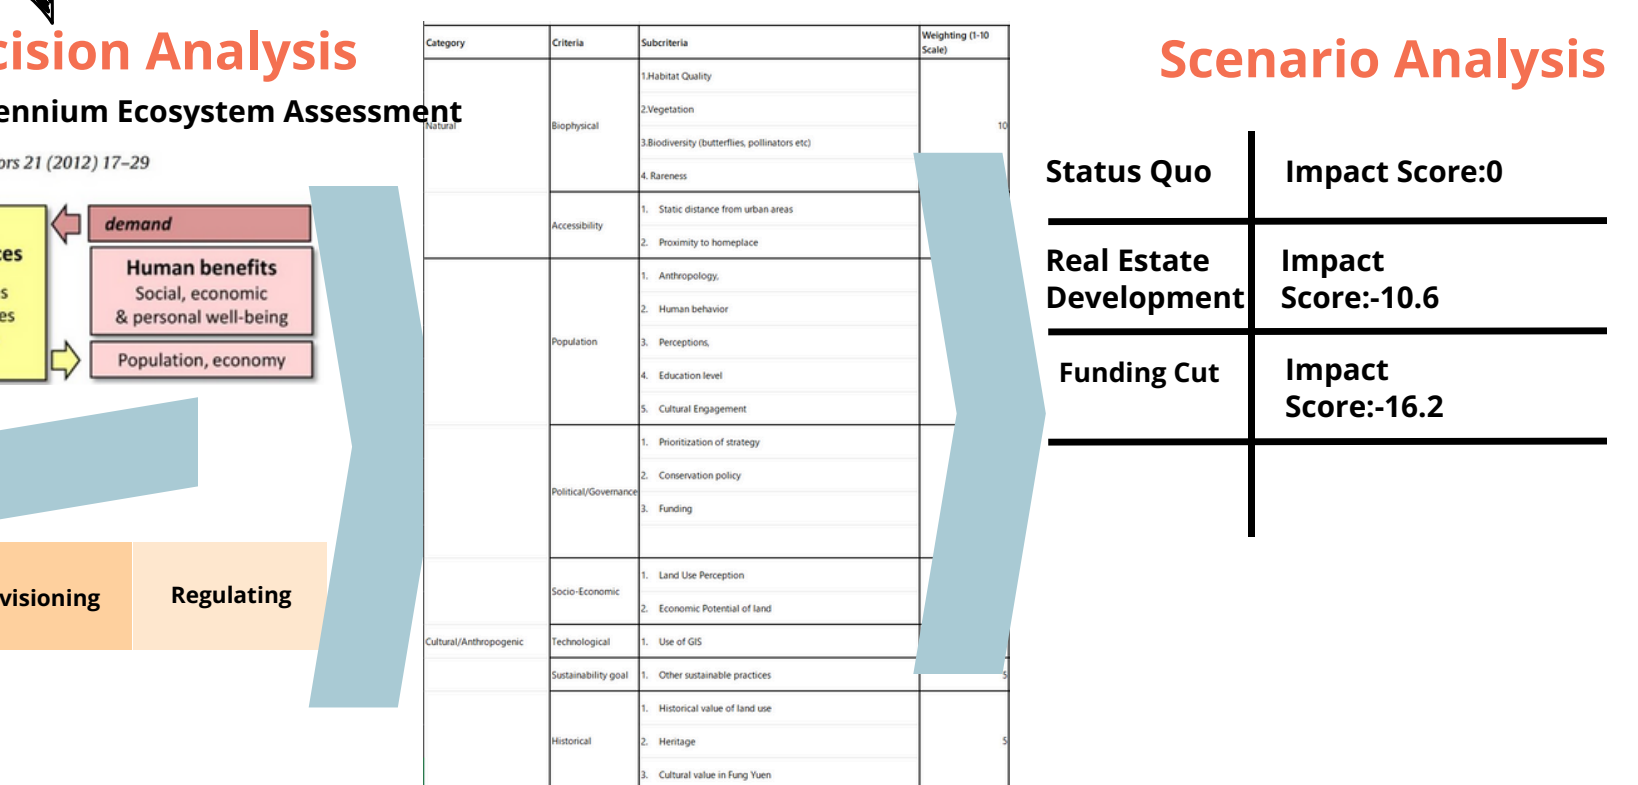 cision Analysis
ennium Ecosystem Assessment
ors 21 (2012) 17–29
demand
ces
s
es
Human benefits
Social, economic
& personal well-being
Population, economy
visioning
Regulating
Category
Criteria
Subcriteria
Weighting (1-10
Scale)
Natural
Biophysical
1.Habitat Quality
2.Vegetation
3.Biodiversity (butterflies, pollinators etc)
4. Rareness
10
Accessibility
1. Static distance from urban areas
2. Proximity to homeplace
Population
1. Anthropology,
2. Human behavior
3. Perceptions,
4. Education level
5. Cultural Engagement
Political/Governance
1. Prioritization of strategy
2. Conservation policy
3. Funding
Socio-Economic
1. Land Use Perception
2. Economic Potential of land
Cultural/Anthropogenic
Technological
1. Use of GIS
Sustainability goal
1. Other sustainable practices
5
Historical
1. Historical value of land use
2. Heritage
3. Cultural value in Fung Yuen
5
Scenario Analysis
Status Quo
Impact Score:0
Real Estate
Development
Impact
Score:-10.6
Funding Cut
Impact
Score:-16.2